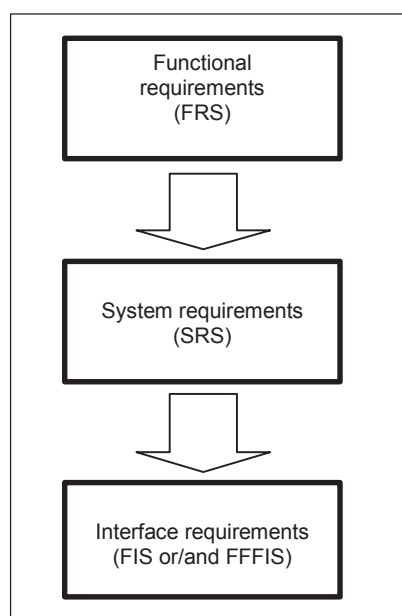 Functional
requirements
(FRS)
System requirements
(SRS)
Interface requirements
(FIS or/and FFFIS)